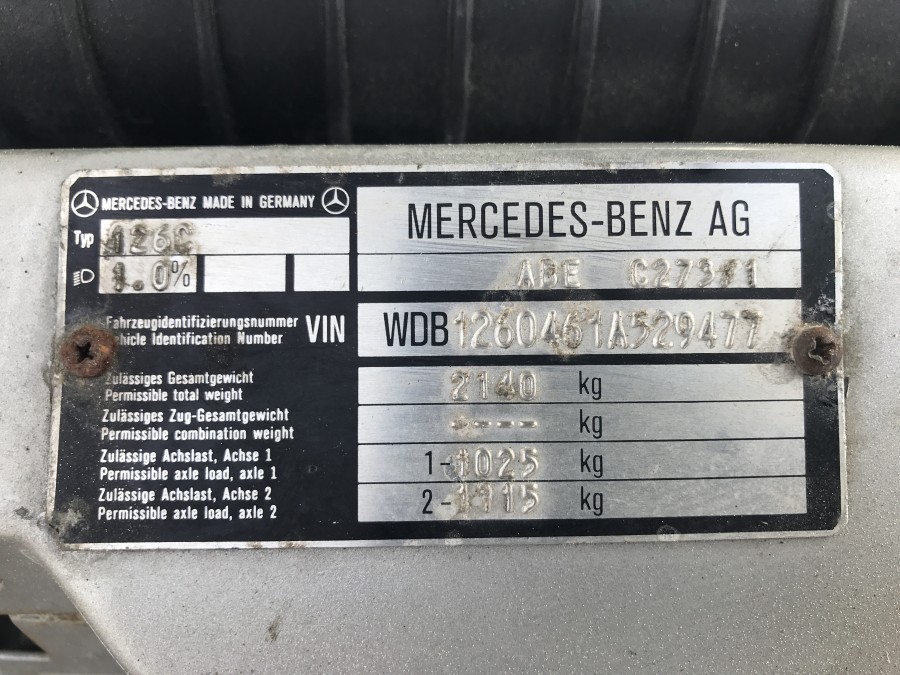 MERCEDES-BENZ MADE IN GERMANY
MERCEDES-BENZ AG
Typ 126C
ABE C273/1
1.0%
Fahrzeugidentifizierungsnummer
Vehicle Identification Number
VIN WDB1260461A529477
Zulässiges Gesamtgewicht
Permissible total weight
2140 kg
Zulässiges Zug-Gesamtgewicht
Permissible combination weight
---- kg
Zulässige Achslast, Achse 1
Permissible axle load, axle 1
1-1025 kg
Zulässige Achslast, Achse 2
Permissible axle load, axle 2
2-1115 kg